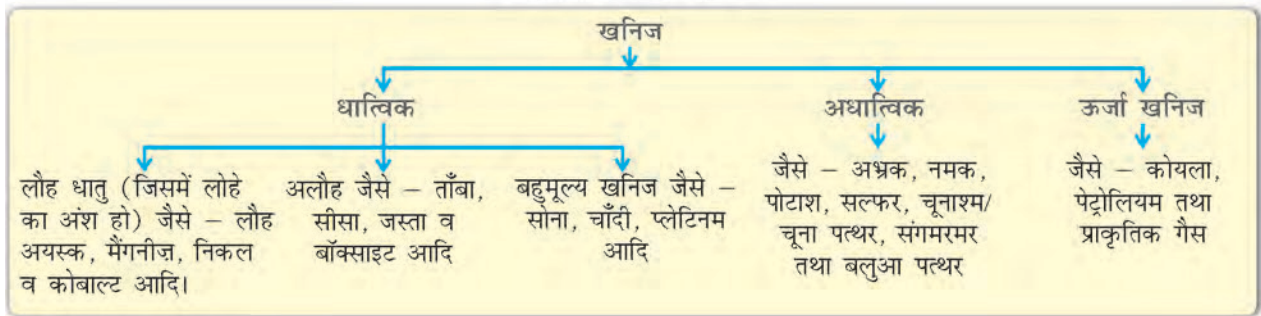 खनिज
धात्विक
अधात्विक
ऊर्जा खनिज
लौह धातु (जिसमें लोहे
का अंश हो) जैसे – लौह
अयस्क, मैंगनीज़, निकल
व कोबाल्ट आदि।
अलौह जैसे – ताँबा,
सीसा, जस्ता व
बॉक्साइट आदि
बहुमूल्य खनिज जैसे –
सोना, चाँदी, प्लेटिनम
आदि
जैसे – अभ्रक, नमक,
पोटाश, सल्फर, चूनाश्म/
चूना पत्थर, संगमरमर
तथा बलुआ पत्थर
जैसे – कोयला,
पेट्रोलियम तथा
प्राकृतिक गैस